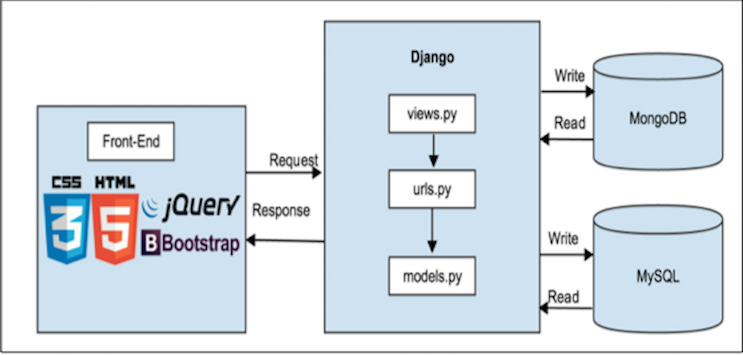 Django
Write
views.py
MongoDB
Read
Front-End
Request
CSS HTML
3 5
jQuery
urls.py
Response
B Bootstrap
Write
models.py
MySQL
Read